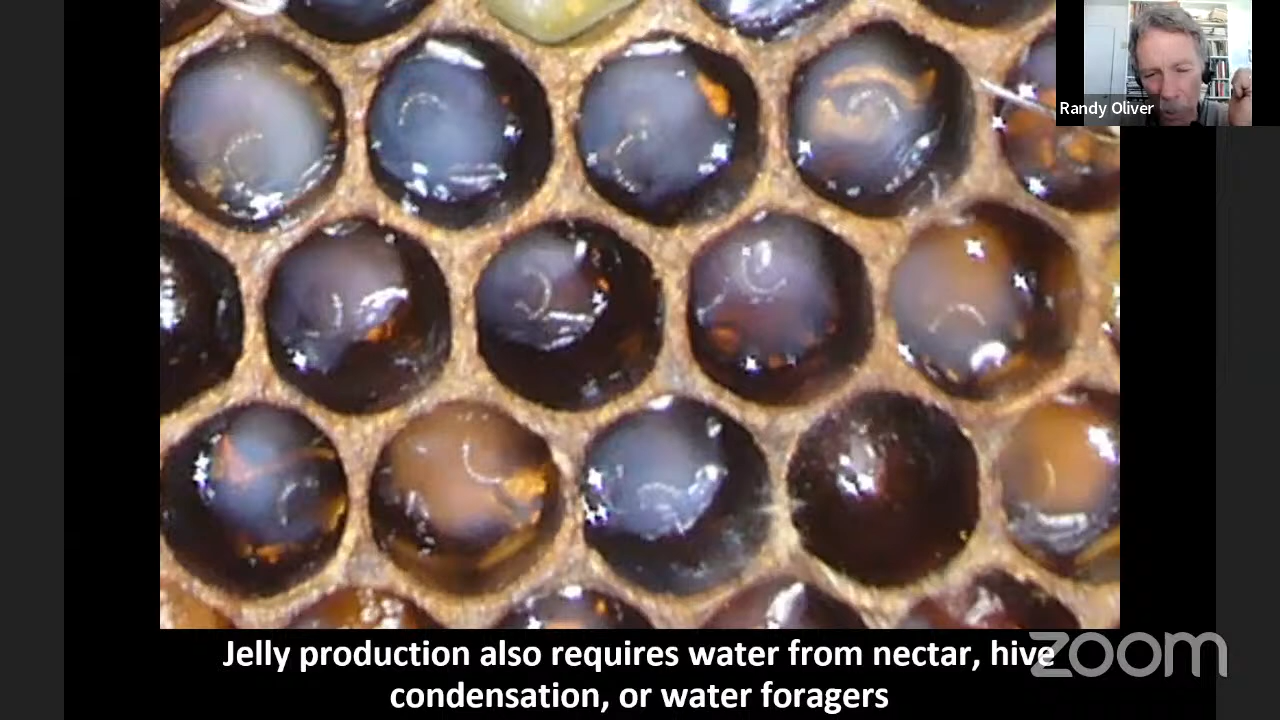 Randy Oliver
Jelly production also requires water from nectar, hive
condensation, or water foragers
zoom